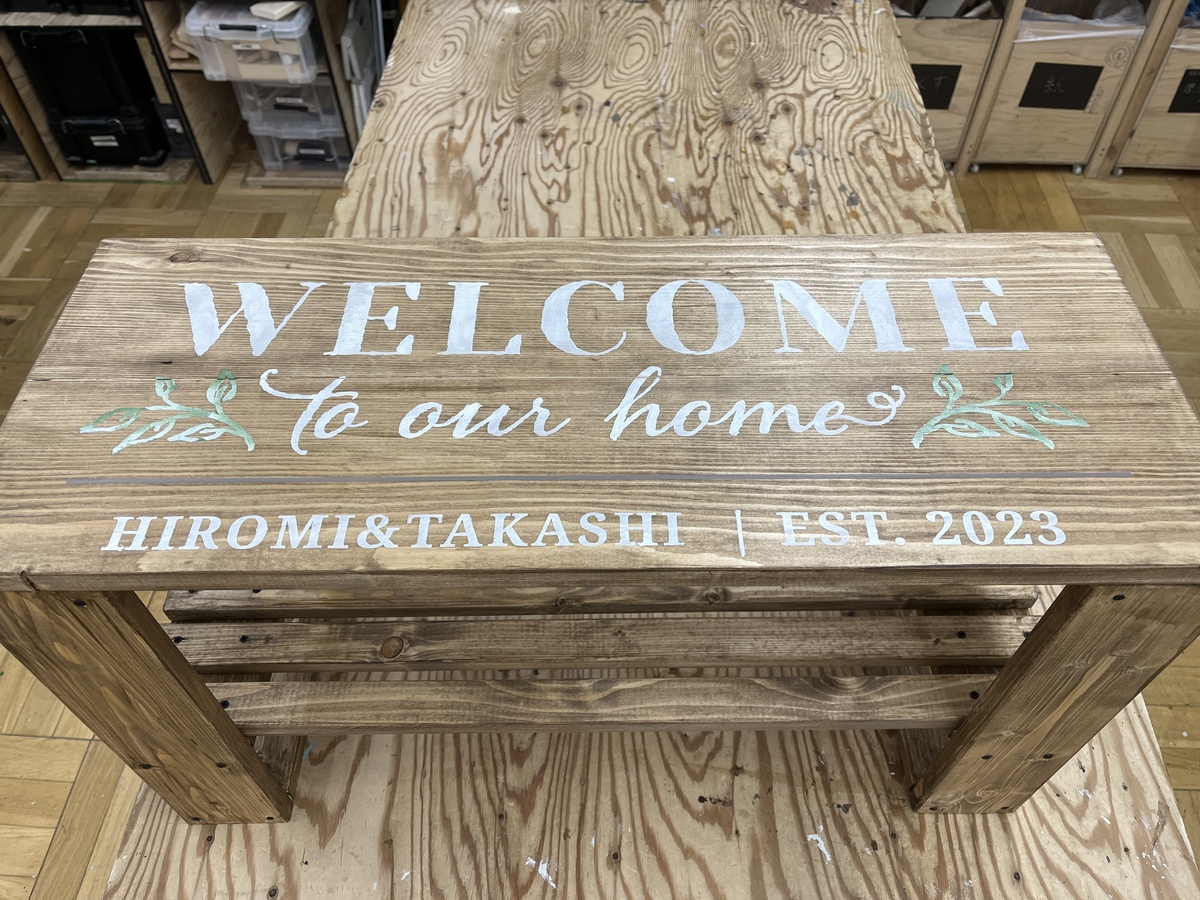 WELCOME
to our home
HIROMI&TAKASHI | EST. 2023